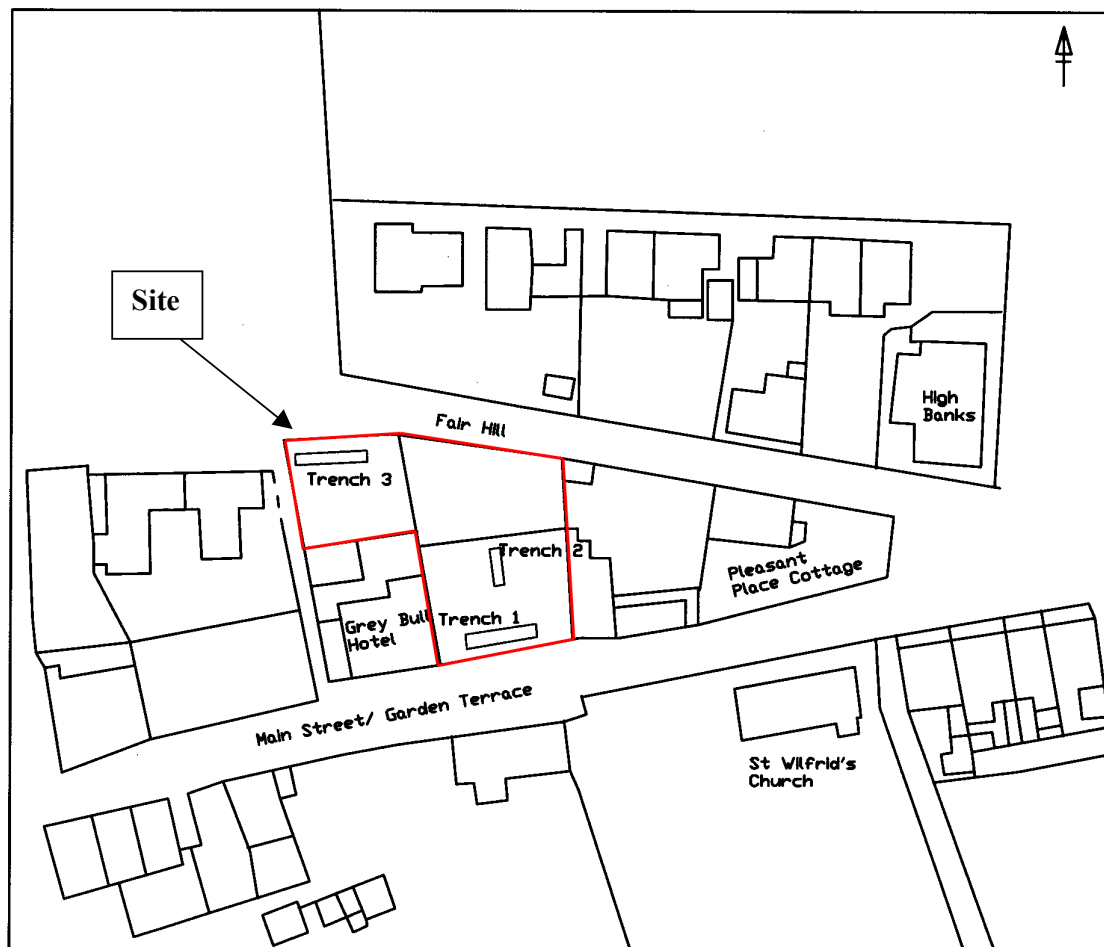 Site
High
Banks
Fair Hill
Trench 3
Trench 2
Pleasant
Place Cottage
Trench 1
Grey Bull
Hotel
Main Street/ Garden Terrace
St Wilfrid's
Church